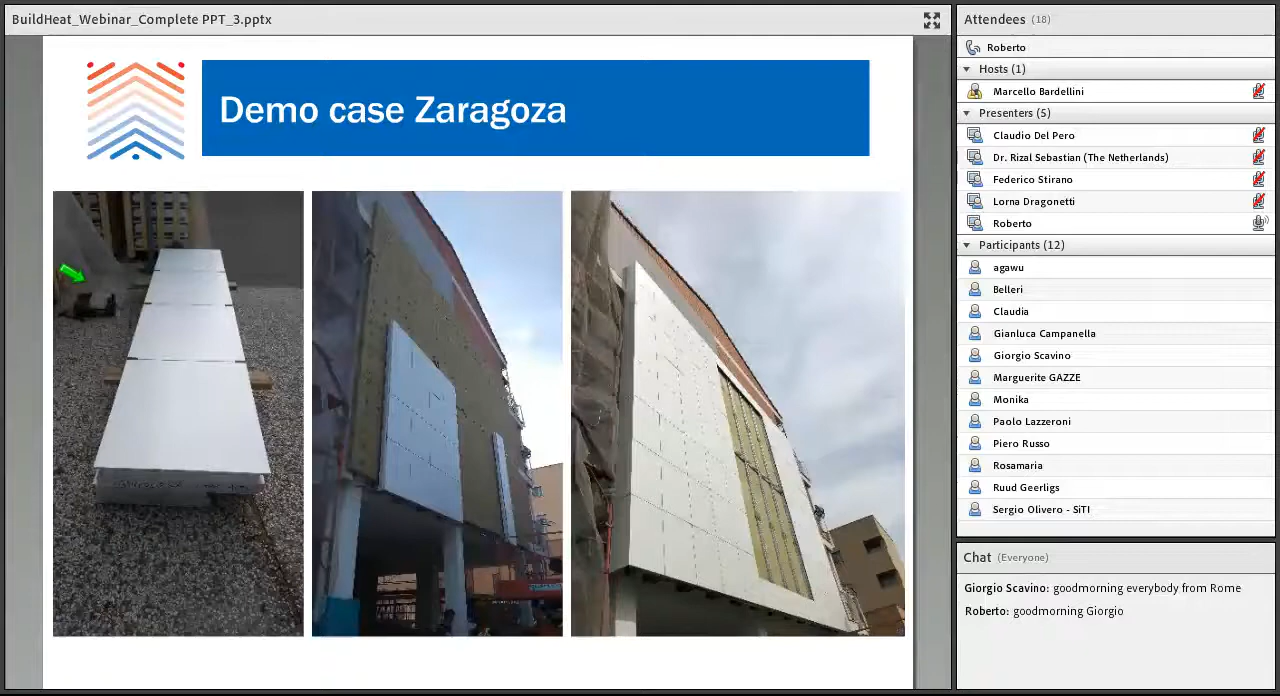 BuildHeat_Webinar_Complete PPT_3.pptx
Demo case Zaragoza
Attendees (18)
Roberto
Hosts (1)
Marcello Bardellini
Presenters (5)
Claudio Del Pero
Dr. Rizal Sebastian (The Netherlands)
Federico Stirano
Lorna Dragonetti
Roberto
Participants (12)
agawu
Belleri
Claudia
Gianluca Campanella
Giorgio Scavino
Marguerite GAZZE
Monika
Paolo Lazzeroni
Piero Russo
Rosamaria
Ruud Geerligs
Sergio Olivero - SiTI
Chat (Everyone)
Giorgio Scavino: goodmorning everybody from Rome
Roberto: goodmorning Giorgio